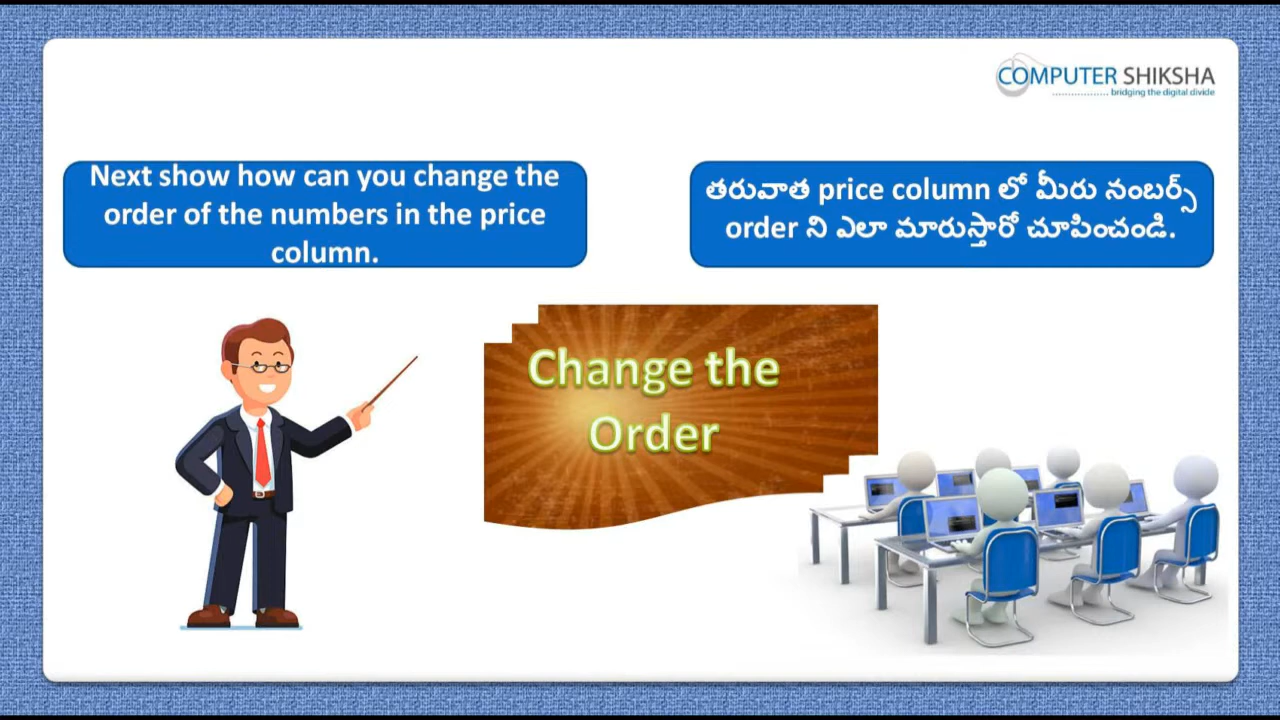 COMPUTER SHIKSHA
bridging the digital divide
Next show how can you change the
order of the numbers in the price
column.
తరువాత price column లో మీరు నంబర్స్
order ని ఎలా మారుస్తారో చూపించండి.
Change the
Order